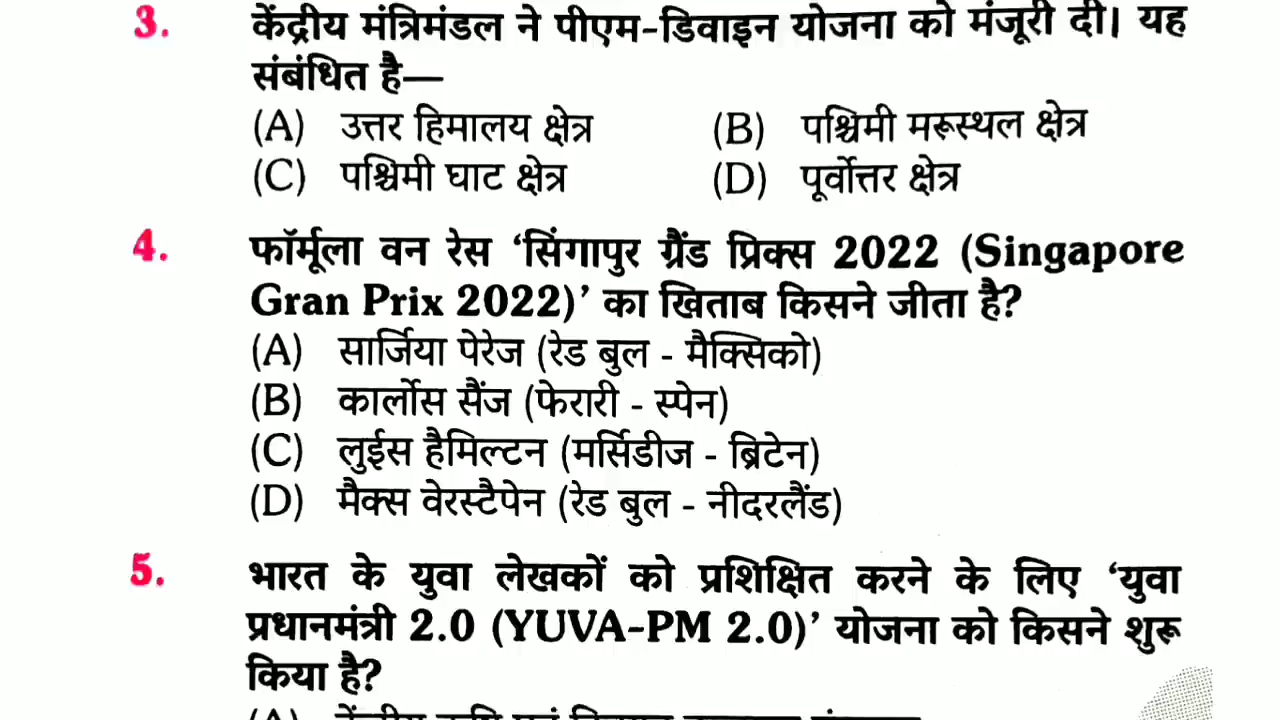 3. केंद्रीय मंत्रिमंडल ने पीएम-डिवाइन योजना को मंजूरी दी। यह
संबंधित है—
(A) उत्तर हिमालय क्षेत्र (B) पश्चिमी मरूस्थल क्षेत्र
(C) पश्चिमी घाट क्षेत्र (D) पूर्वोत्तर क्षेत्र
4. फॉर्मूला वन रेस ‘सिंगापुर ग्रैंड प्रिक्स 2022 (Singapore
Gran Prix 2022)’ का खिताब किसने जीता है?
(A) सार्जिया पेरेज (रेड बुल - मैक्सिको)
(B) कार्लोस सैंज (फेरारी - स्पेन)
(C) लुईस हैमिल्टन (मर्सिडीज - ब्रिटेन)
(D) मैक्स वेरस्टैपेन (रेड बुल - नीदरलैंड)
5. भारत के युवा लेखकों को प्रशिक्षित करने के लिए ‘युवा
प्रधानमंत्री 2.0 (YUVA-PM 2.0)’ योजना को किसने शुरू
किया है?
(A)